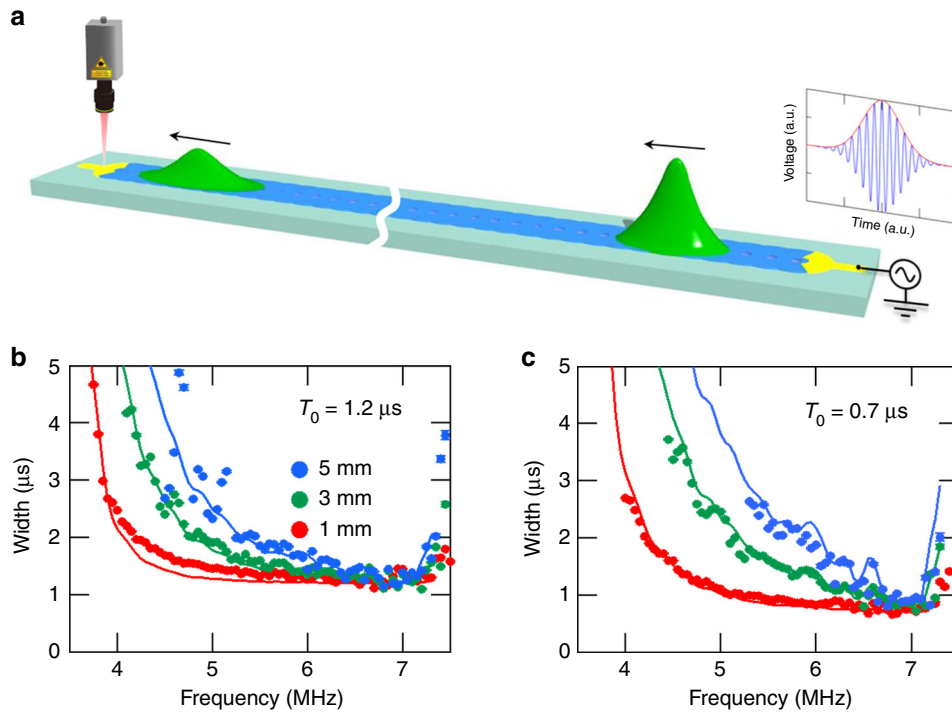 a
Voltage (a.u.)
Time (a.u.)
b
5
4
3
2
1
0
Width (μs)
T0 = 1.2 μs
5 mm
3 mm
1 mm
4
5
6
7
Frequency (MHz)
c
5
4
3
2
1
0
Width (μs)
T0 = 0.7 μs
4
5
6
7
Frequency (MHz)